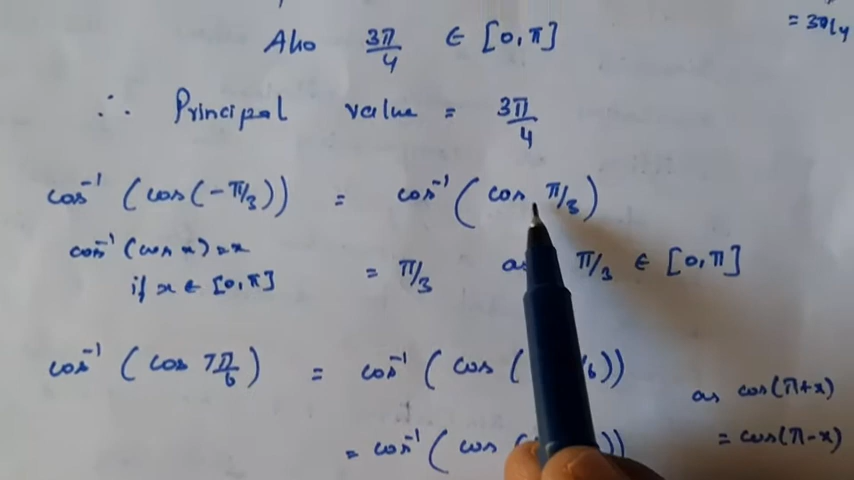 = 3π/4
Also 3π/4 ∈ [0, π]
∴ Principal value = 3π/4
cos⁻¹ (cos(-π/3)) = cos⁻¹ (cos π/3)
cos⁻¹ (cos x) = x
if x ∈ [0, π] = π/3 as π/3 ∈ [0, π]
cos⁻¹ (cos 7π/6) = cos⁻¹ (cos ( 6)) as cos(π+x)
= cos⁻¹ (cos ( )) = cos(π-x)